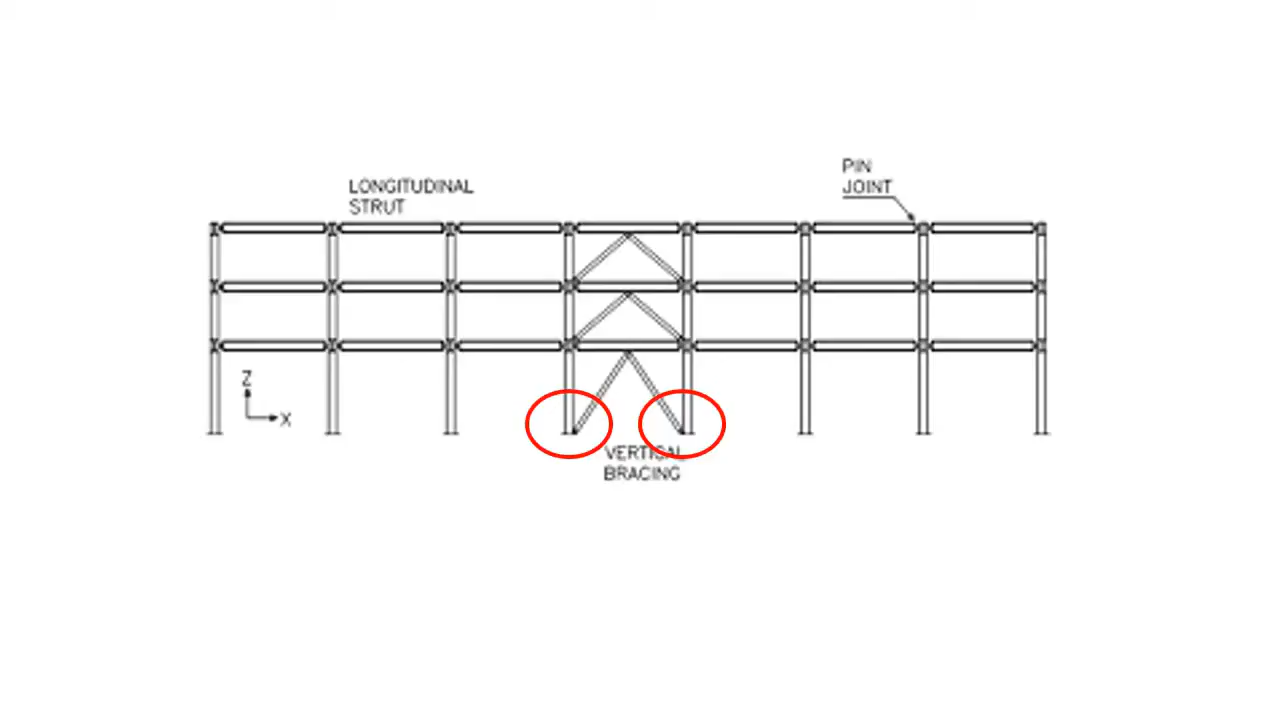 PIN
JOINT
LONGITUDINAL
STRUT
Z
X
VERTICAL
BRACING